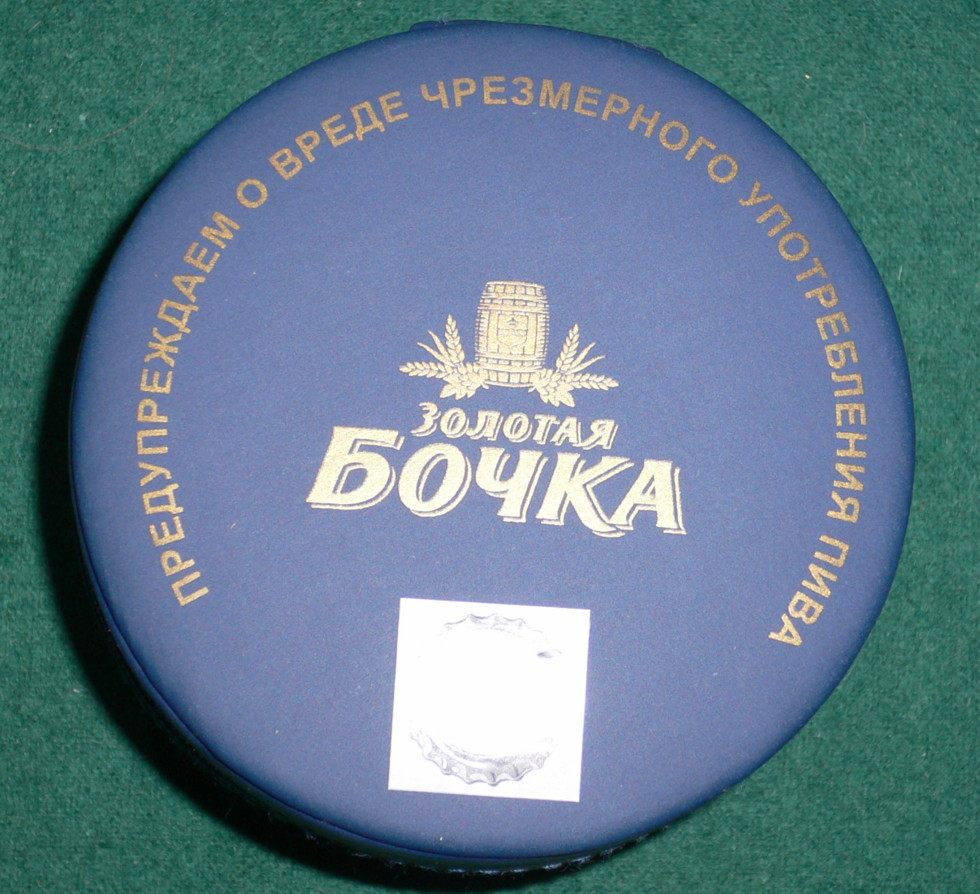 ПРЕДУПРЕЖДАЕМ О ВРЕДЕ ЧРЕЗМЕРНОГО УПОТРЕБЛЕНИЯ ПИВА
ЗОЛОТАЯ
БОЧКА